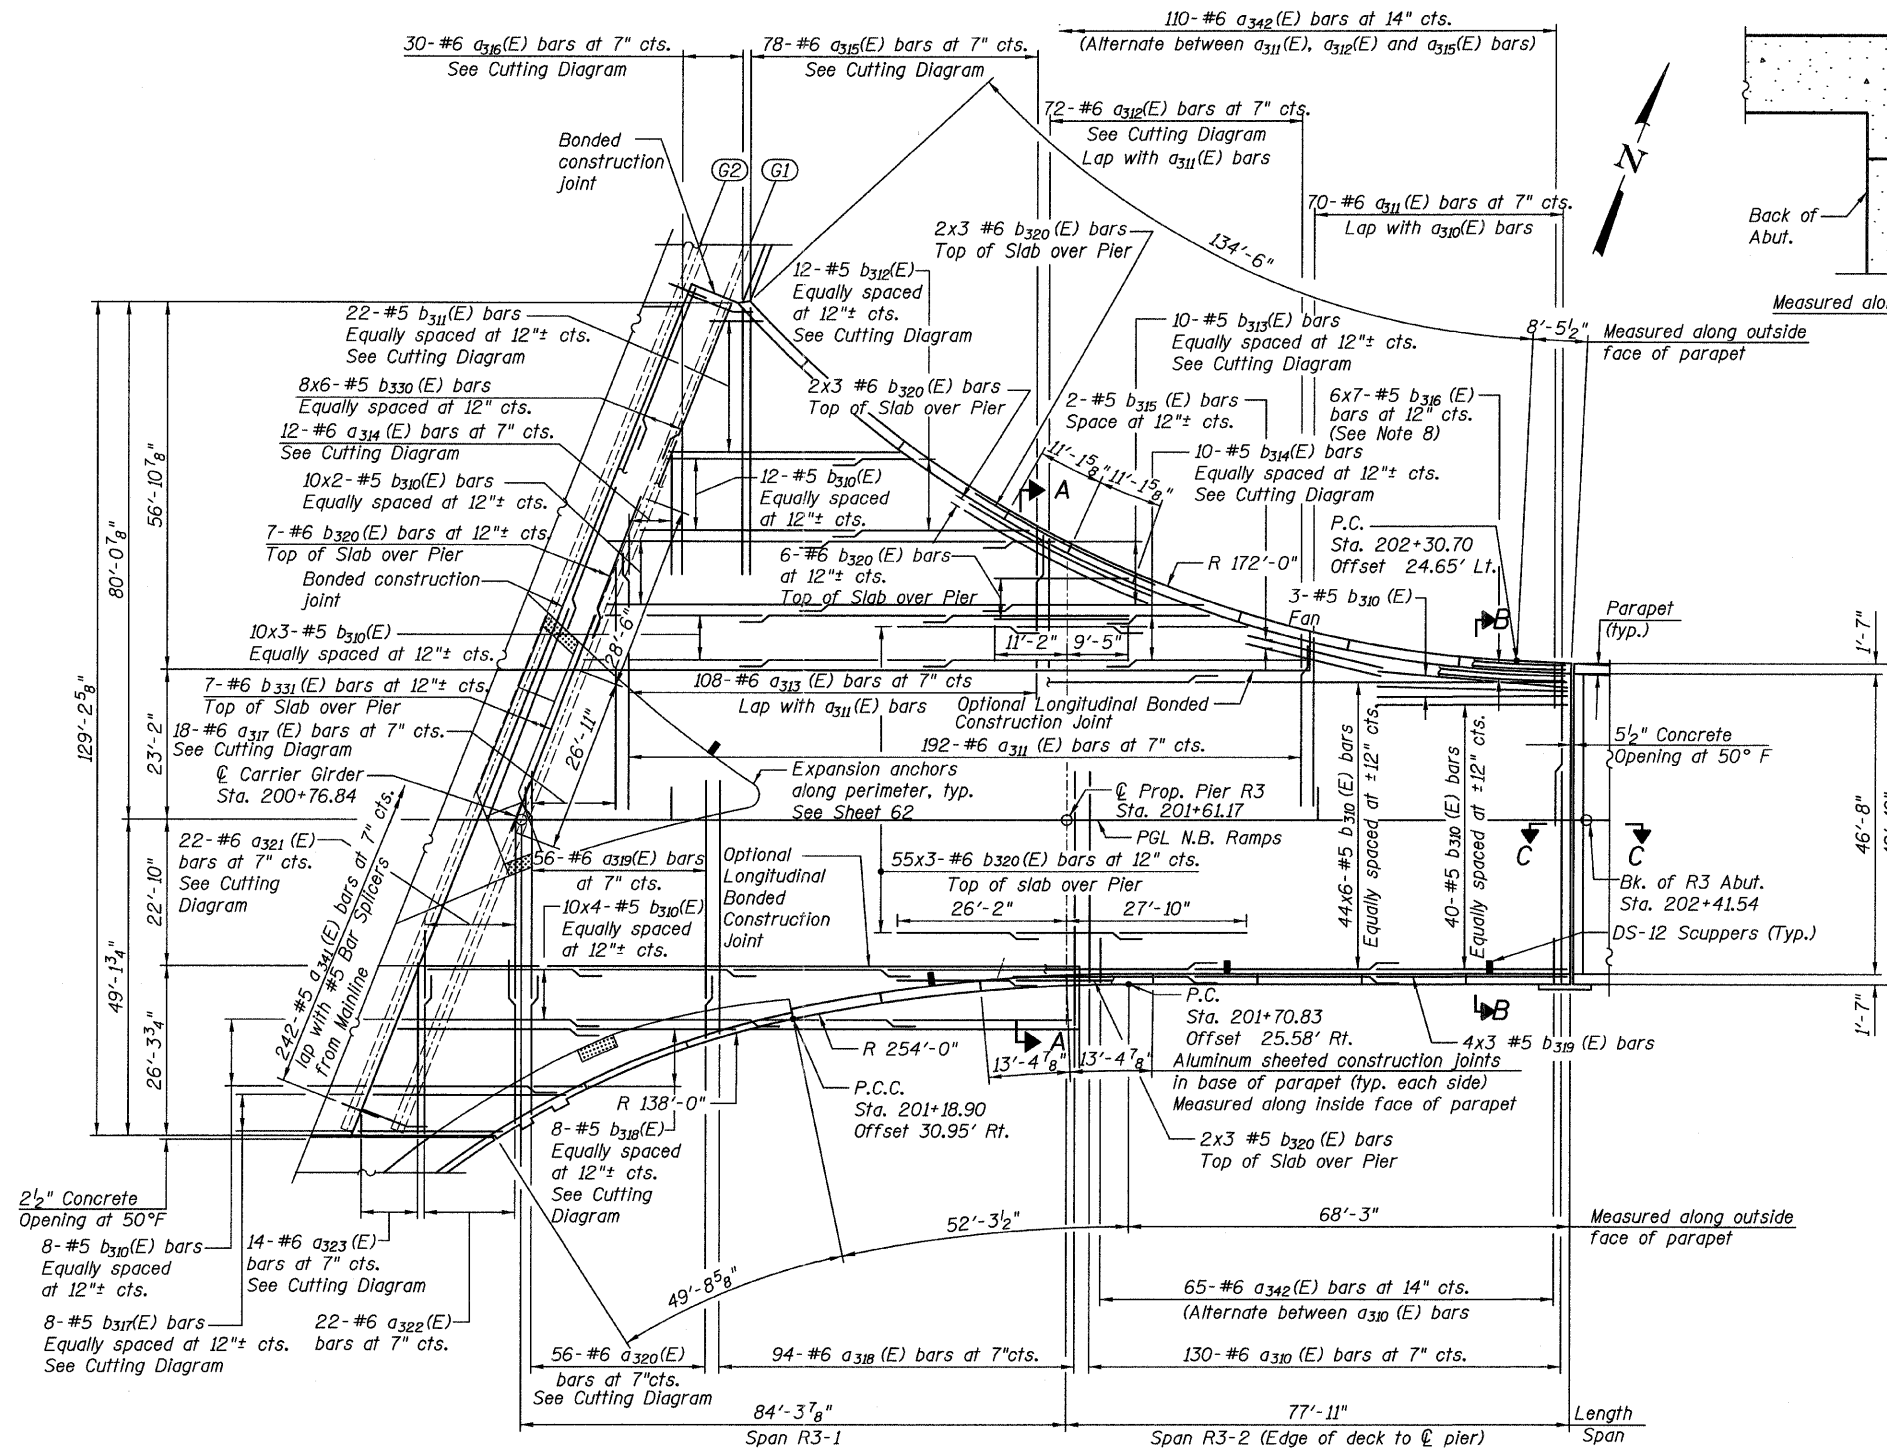 110-#6 a342(E) bars at 14" cts.
(Alternate between a311(E), a312(E) and a315(E) bars)
30-#6 a316(E) bars at 7" cts.
See Cutting Diagram
78-#6 a315(E) bars at 7" cts.
See Cutting Diagram
72-#6 a312(E) bars at 7" cts.
See Cutting Diagram
Lap with a311(E) bars
Bonded
construction
joint
G2
G1
N
70-#6 a311(E) bars at 7" cts.
Lap with a310(E) bars
Back of
Abut.
2x3 #6 b320(E) bars
Top of Slab over Pier
134'-6"
12-#5 b312(E)
Equally spaced
at 12"± cts.
See Cutting Diagram
Measured alo
22-#5 b311(E) bars
Equally spaced at 12"± cts.
See Cutting Diagram
10-#5 b313(E) bars
Equally spaced at 12"± cts.
See Cutting Diagram
8'-5½"
Measured along outside
face of parapet
8x6-#5 b330(E) bars
Equally spaced at 12" cts.
2x3 #6 b320(E) bars
Top of Slab over Pier
2-#5 b315(E) bars
Space at 12"± cts.
6x7-#5 b316(E)
bars at 12" cts.
(See Note 8)
12-#6 a314(E) bars at 7" cts.
See Cutting Diagram
11'-1⅝"
11'-1⅝"
10-#5 b314(E) bars
Equally spaced at 12"± cts.
See Cutting Diagram
10x2-#5 b310(E) bars
Equally spaced at 12"± cts.
12-#5 b310(E)
Equally spaced
at 12"± cts.
A
P.C.
Sta. 202+30.70
Offset 24.65' Lt.
7-#6 b320(E) bars at 12"± cts.
Top of Slab over Pier
6-#6 b320(E) bars
at 12"± cts.
Top of Slab over Pier
R 172'-0"
Bonded construction
joint
3-#5 b310(E)
Fan
B
Parapet
(typ.)
1'-7"
129'-2⅝"
80'-0⅞"
56'-10⅞"
10x3-#5 b310(E)
Equally spaced at 12"± cts.
28'-6"
11'-2"
9'-5"
7-#6 b331(E) bars at 12"± cts.
Top of Slab over Pier
108-#6 a313(E) bars at 7" cts
Lap with a311(E) bars
Optional Longitudinal Bonded
Construction Joint
18-#6 a317(E) bars at 7" cts.
See Cutting Diagram
26'-11"
192-#6 a311(E) bars at 7" cts.
5½" Concrete
Opening at 50° F
23'-2"
℄ Carrier Girder
Sta. 200+76.84
Expansion anchors
along perimeter, typ.
See Sheet 62
℄ Prop. Pier R3
Sta. 201+61.17
PGL N.B. Ramps
44x6-#5 b310(E) bars
Equally spaced at ±12" cts.
40-#5 b310(E) bars
Equally spaced at ±12" cts.
C
C
46'-8"
22-#6 a321(E)
bars at 7" cts.
See Cutting
Diagram
56-#6 a319(E) bars
at 7" cts.
Optional
Longitudinal
Bonded
Construction
Joint
55x3-#6 b320(E) bars at 12" cts.
Top of slab over Pier
Bk. of R3 Abut.
Sta. 202+41.54
242-#5 a341(E) bars at 7" cts.
lap with #5 Bar Splicers
from Mainline
10x4-#5 b310(E)
Equally spaced
at 12"± cts.
26'-2"
27'-10"
DS-12 Scuppers (Typ.)
49'-1¾"
22'-10"
26'-3¾"
P.C.
Sta. 201+70.83
Offset 25.58' Rt.
B
1'-7"
A
R 254'-0"
13'-4⅞"
13'-4⅞"
4x3 #5 b319(E) bars
Aluminum sheeted construction joints
in base of parapet (typ. each side)
Measured along inside face of parapet
R 138'-0"
P.C.C.
Sta. 201+18.90
Offset 30.95' Rt.
8-#5 b318(E)
Equally spaced
at 12"± cts.
See Cutting
Diagram
2x3 #5 b320(E) bars
Top of Slab over Pier
2½" Concrete
Opening at 50°F
52'-3½"
68'-3"
Measured along outside
face of parapet
8-#5 b310(E) bars
Equally spaced
at 12"± cts.
14-#6 a323(E)
bars at 7" cts.
See Cutting Diagram
49'-8⅝"
65-#6 a342(E) bars at 14" cts.
(Alternate between a310(E) bars
8-#5 b317(E) bars
Equally spaced at 12"± cts.
See Cutting Diagram
22-#6 a322(E)
bars at 7" cts.
56-#6 a320(E)
bars at 7"cts.
See Cutting Diagram
94-#6 a318(E) bars at 7"cts.
130-#6 a310(E) bars at 7" cts.
84'-3⅞"
Span R3-1
77'-11"
Span R3-2 (Edge of deck to ℄ pier)
Length
Span